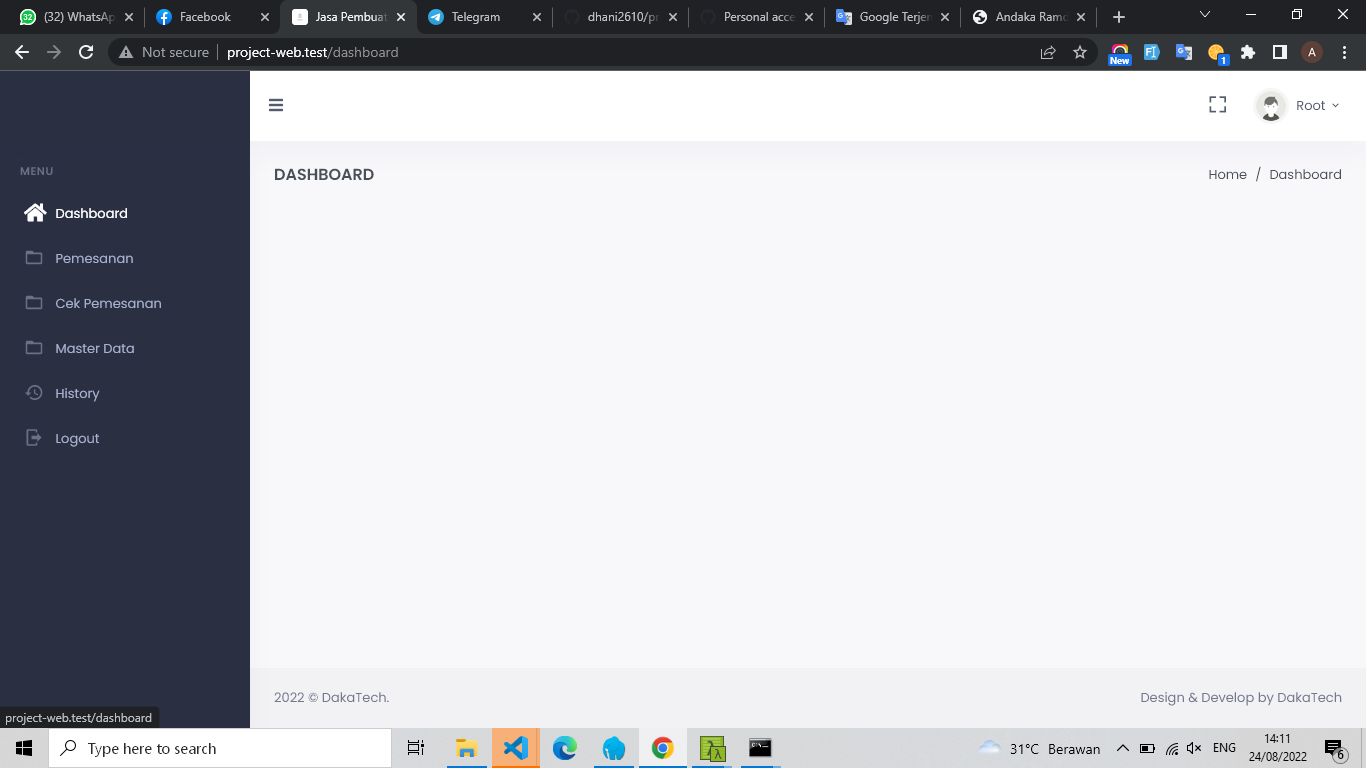 (32) WhatsAp
Facebook
Jasa Pembuat
Telegram
dhani2610/pr
Personal acce
Google Terjem
Andaka Ramd
Not secure
project-web.test/dashboard
New
1
A
Root
MENU
DASHBOARD
Home / Dashboard
Dashboard
Pemesanan
Cek Pemesanan
Master Data
History
Logout
2022 © DakaTech.
Design & Develop by DakaTech
project-web.test/dashboard
Type here to search
31°C Berawan
ENG
14:11
24/08/2022
6